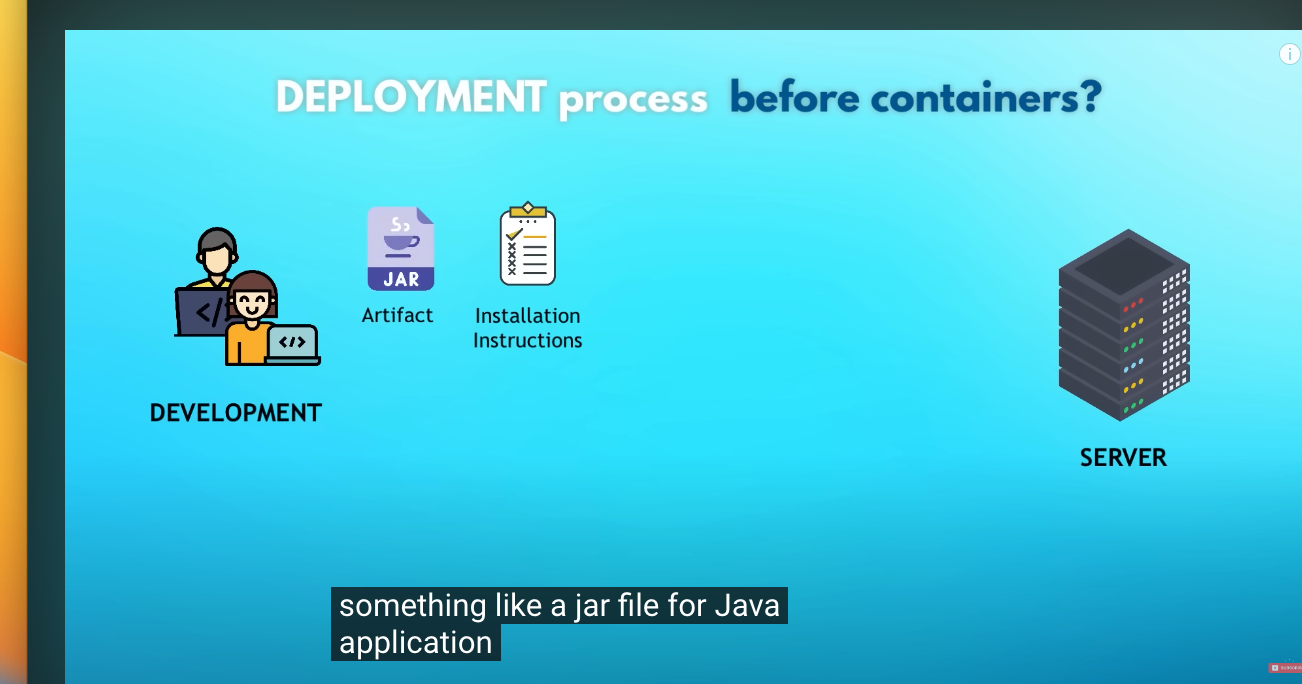 DEPLOYMENT process before containers?
JAR
Artifact
Installation
Instructions
DEVELOPMENT
SERVER
something like a jar file for Java
application